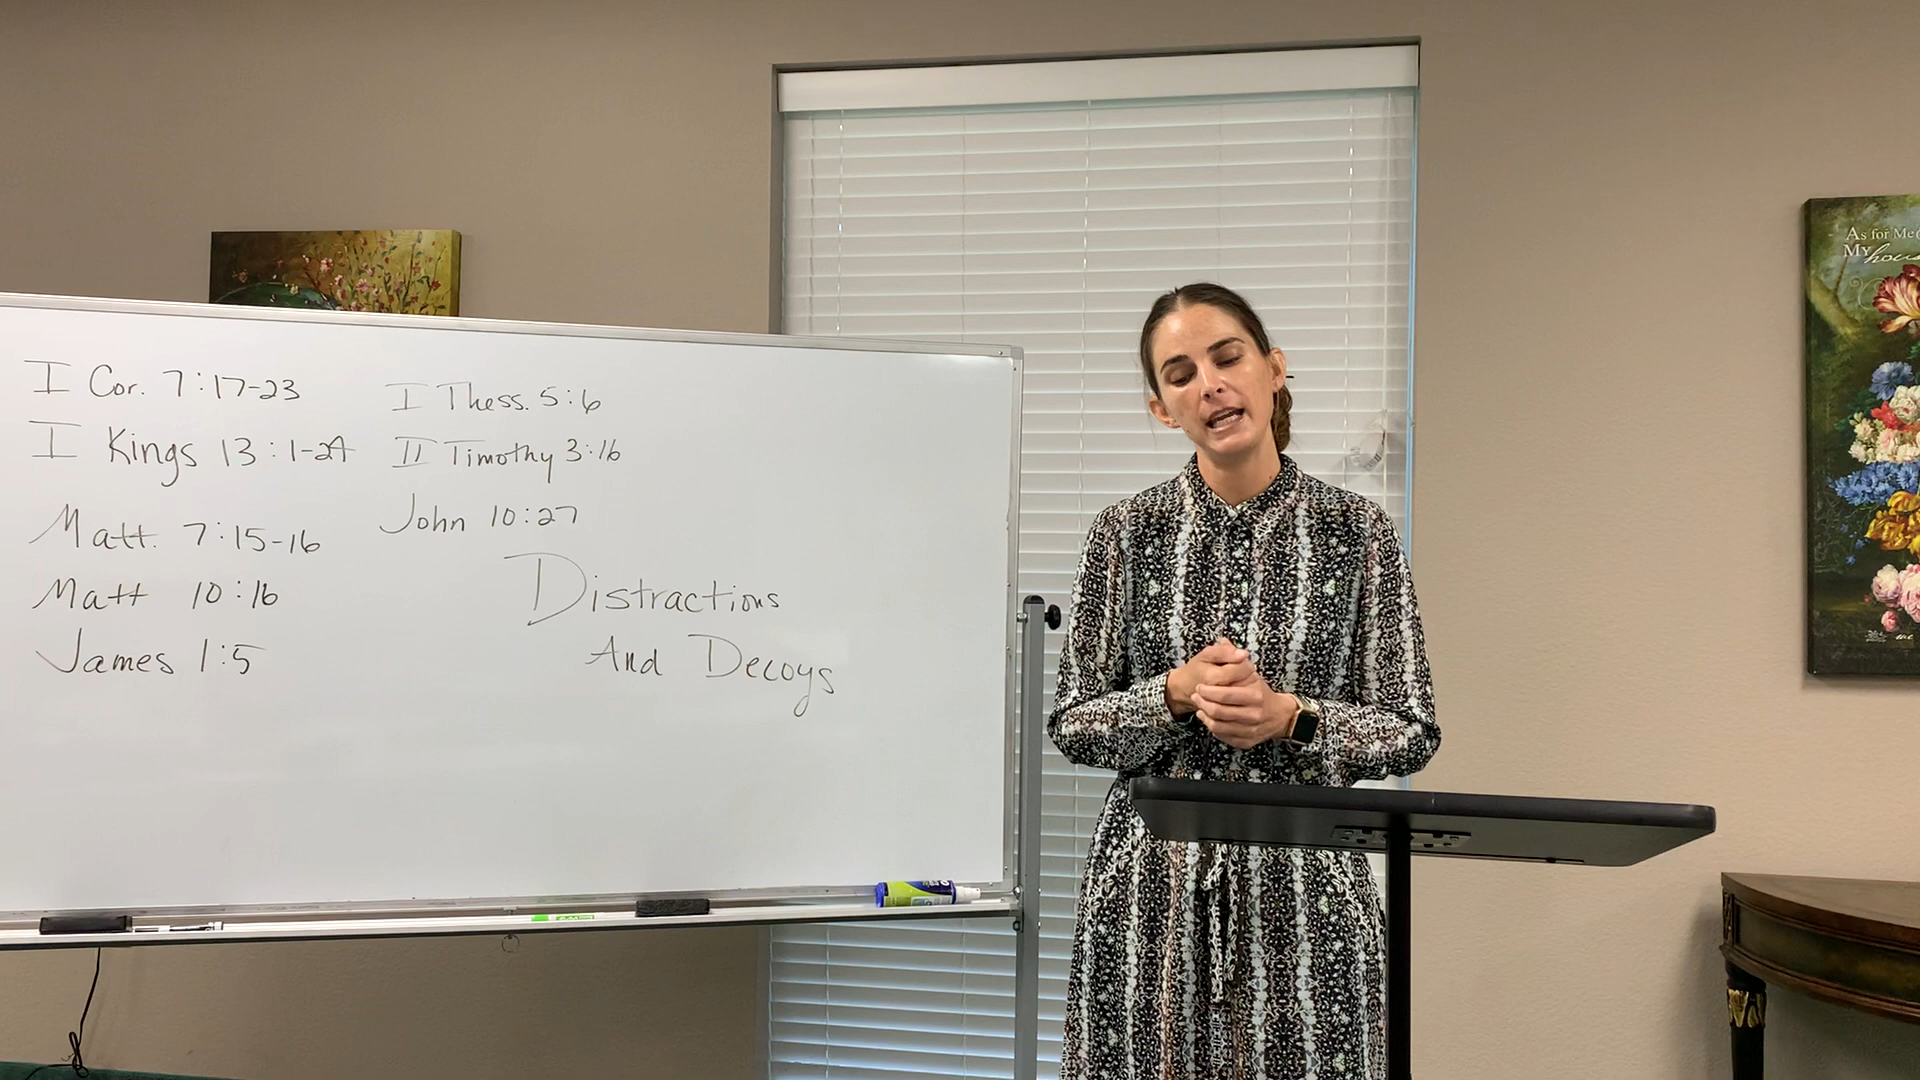 I Cor. 7:17-23
I Kings 13:1-24
Matt. 7:15-16
Matt 10:16
James 1:5
I Thess. 5:6
II Timothy 3:16
John 10:27
Distractions
And Decoys
As for Me
My hous